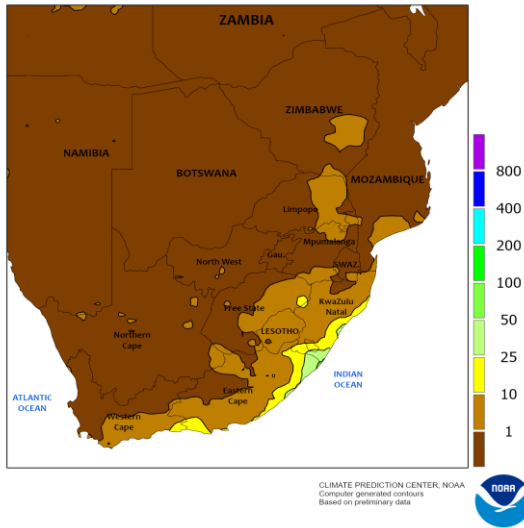 ZAMBIA
ZIMBABWE
NAMIBIA
BOTSWANA
MOZAMBIQUE
Limpopo
Mpumalanga
Gau.
North West
SWAZ.
Free State
KwaZulu
Natal
LESOTHO
Northern
Cape
INDIAN
OCEAN
Eastern
Cape
ATLANTIC
OCEAN
Western
Cape
800
400
200
100
50
25
10
1
CLIMATE PREDICTION CENTER, NOAA
Computer generated contours
Based on preliminary data
NOAA